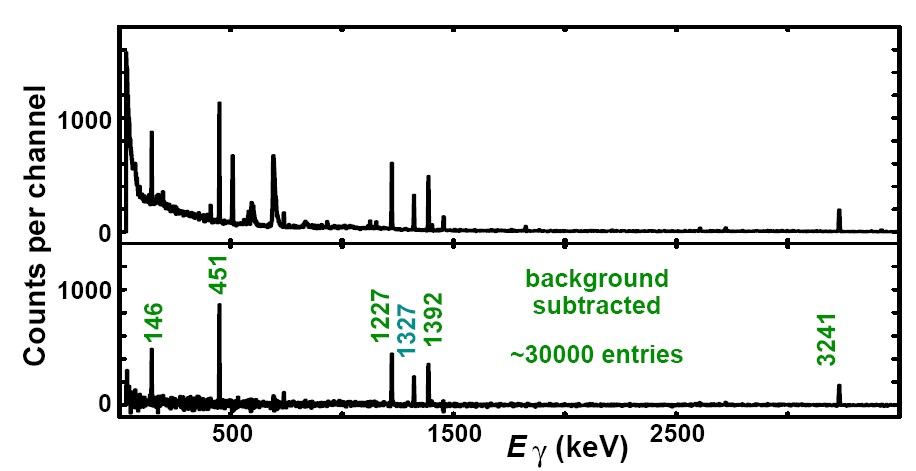 Counts per channel
1000
0
1000
0
146
451
1227
1327
1392
3241
background
subtracted
~30000 entries
500
1500
2500
Eγ (keV)